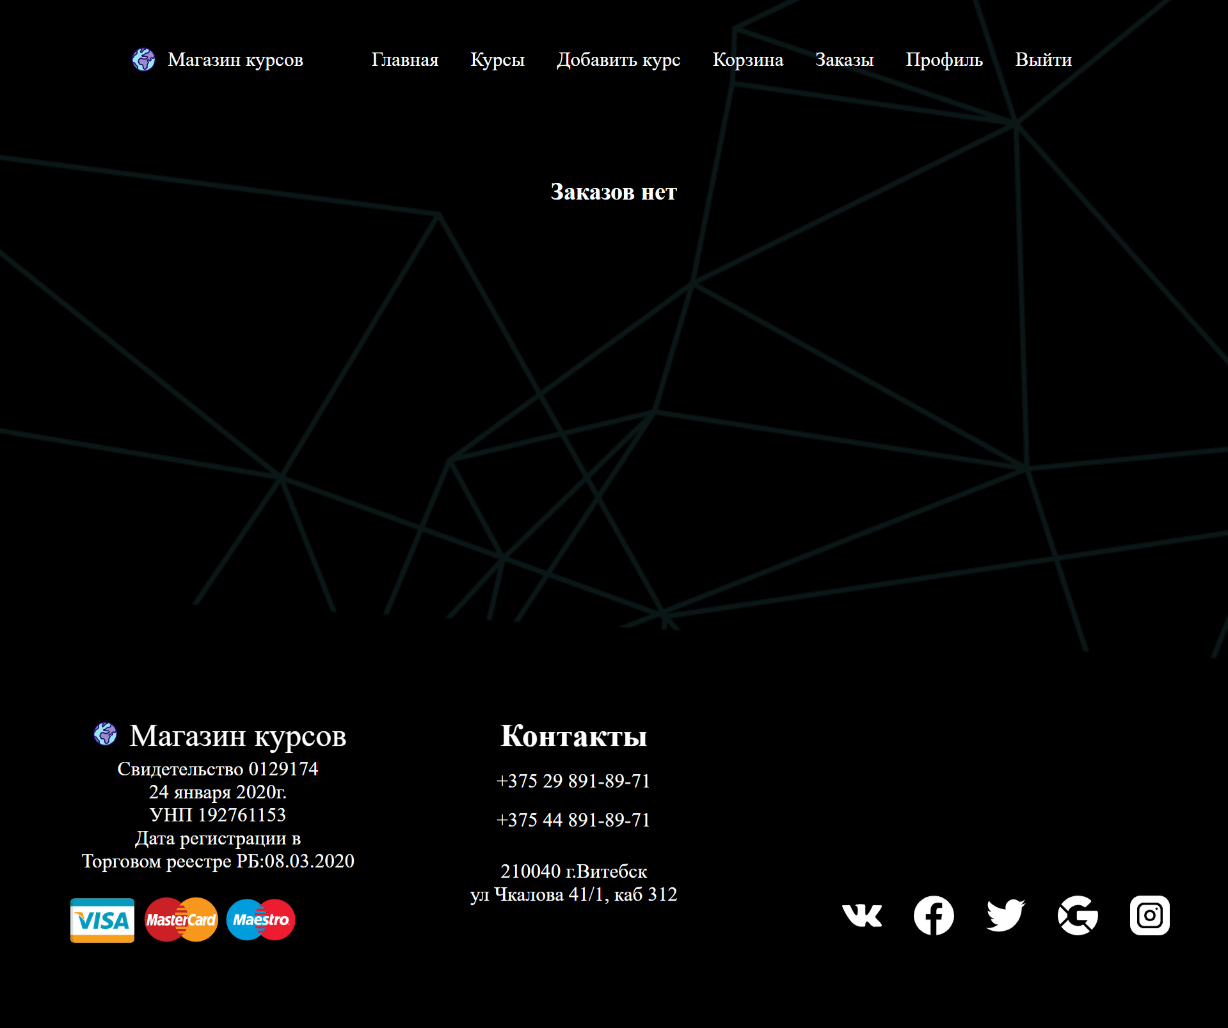 Магазин курсов
Главная
Курсы
Добавить курс
Корзина
Заказы
Профиль
Выйти
Заказов нет
Магазин курсов
Свидетельство 0129174
24 января 2020г.
УНП 192761153
Дата регистрации в
Торговом реестре РБ:08.03.2020
VISA
MasterCard
Maestro
Контакты
+375 29 891-89-71
+375 44 891-89-71
210040 г.Витебск
ул Чкалова 41/1, каб 312